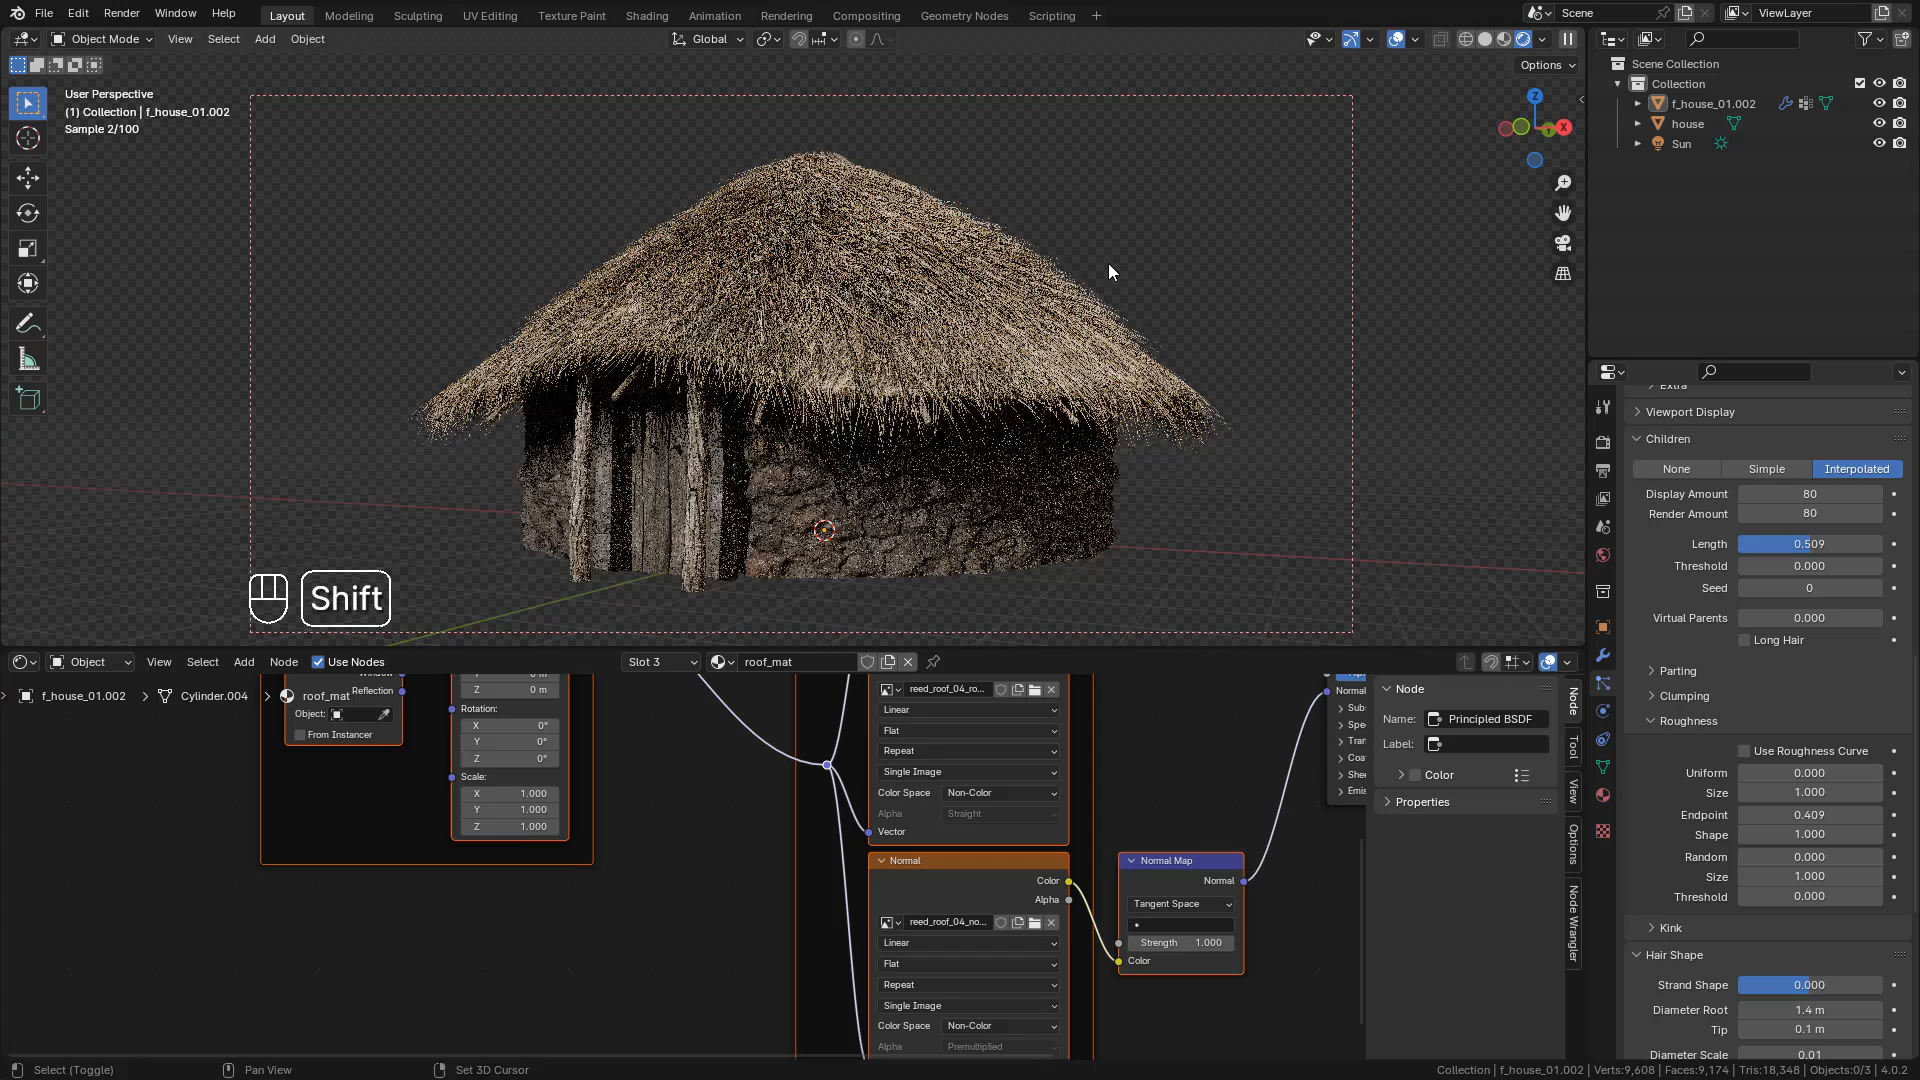 File Edit Render Window Help Layout Modeling Sculpting UV Editing Texture Paint Shading Animation Rendering Compositing Geometry Nodes Scripting + Scene ViewLayer
Object Mode View Select Add Object Global
Options
User Perspective
(1) Collection | f_house_01.002
Sample 2/100
Z
X
Shift
Scene Collection
Collection
f_house_01.002
house
Sun
Extra
Viewport Display
Children
None Simple Interpolated
Display Amount 80
Render Amount 80
Length 0.509
Threshold 0.000
Seed 0
Virtual Parents 0.000
Long Hair
Parting
Clumping
Roughness
Use Roughness Curve
Uniform 0.000
Size 1.000
Endpoint 0.409
Shape 1.000
Random 0.000
Size 1.000
Threshold 0.000
Kink
Hair Shape
Strand Shape 0.000
Diameter Root 1.4 m
Tip 0.1 m
Diameter Scale 0.01
Object View Select Add Node Use Nodes Slot 3 roof_mat
f_house_01.002 Cylinder.004 roof_mat
Window
Reflection
Object:
From Instancer
Z 0 m
Rotation:
X 0°
Y 0°
Z 0°
Scale:
X 1.000
Y 1.000
Z 1.000
reed_roof_04_ro...
Linear
Flat
Repeat
Single Image
Color Space Non-Color
Alpha Straight
Vector
Normal
Color
Alpha
reed_roof_04_no...
Linear
Flat
Repeat
Single Image
Color Space Non-Color
Alpha Premultiplied
Normal Map
Normal
Tangent Space
Strength 1.000
Color
Normal
Subs
Spec
Tran
Coat
Shee
Emis
Node
Name: Principled BSDF
Label:
Color
Properties
Node
Tool
View
Options
Node Wrangler
Select (Toggle) Pan View Set 3D Cursor Collection | f_house_01.002 | Verts:9,608 | Faces:9,174 | Tris:18,348 | Objects:0/3 | 4.0.2